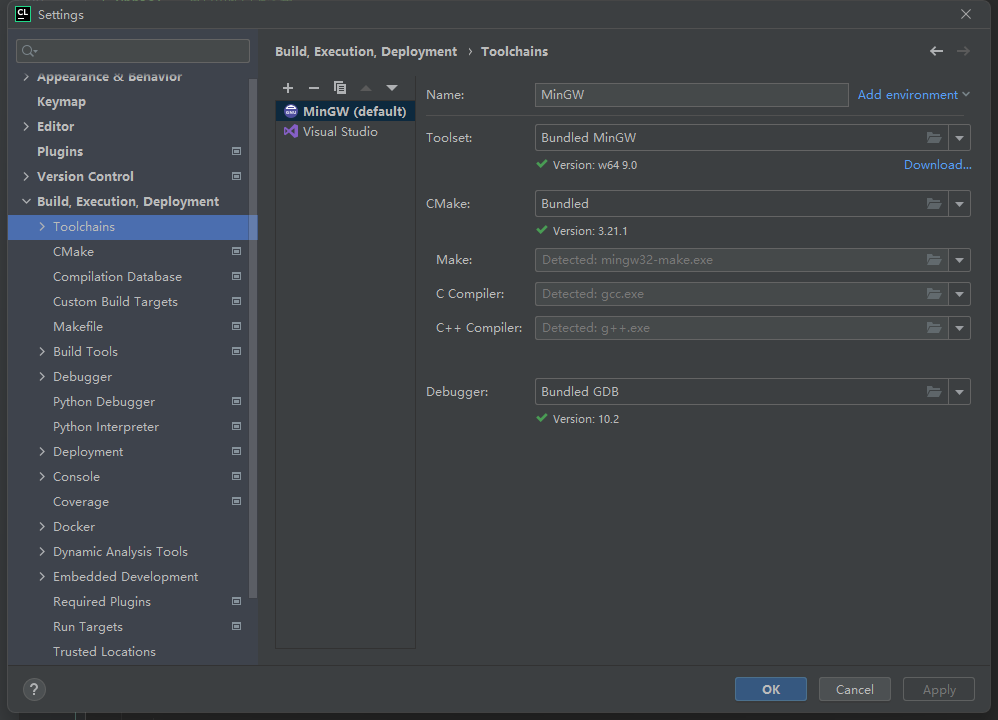 CL
Settings
Appearance & Behavior
Keymap
Editor
Plugins
Version Control
Build, Execution, Deployment
Toolchains
CMake
Compilation Database
Custom Build Targets
Makefile
Build Tools
Debugger
Python Debugger
Python Interpreter
Deployment
Console
Coverage
Docker
Dynamic Analysis Tools
Embedded Development
Required Plugins
Run Targets
Trusted Locations
Build, Execution, Deployment › Toolchains
MinGW (default)
Visual Studio
Name: MinGW Add environment
Toolset: Bundled MinGW
Version: w64 9.0 Download...
CMake: Bundled
Version: 3.21.1
Make: Detected: mingw32-make.exe
C Compiler: Detected: gcc.exe
C++ Compiler: Detected: g++.exe
Debugger: Bundled GDB
Version: 10.2
? OK Cancel Apply